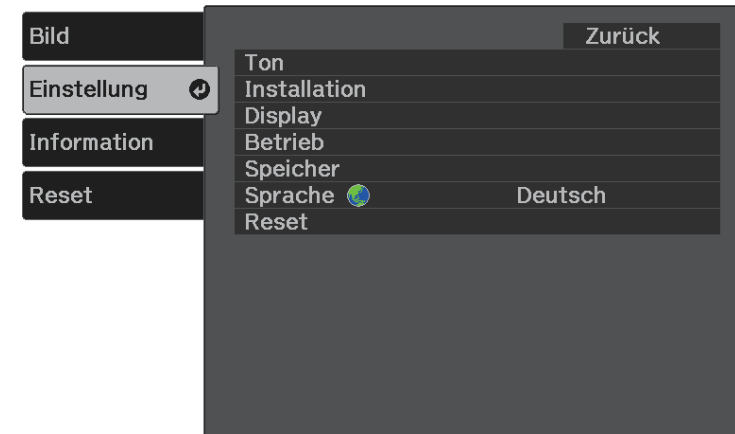 Bild
Einstellung
Information
Reset
Zurück
Ton
Installation
Display
Betrieb
Speicher
Sprache Deutsch
Reset